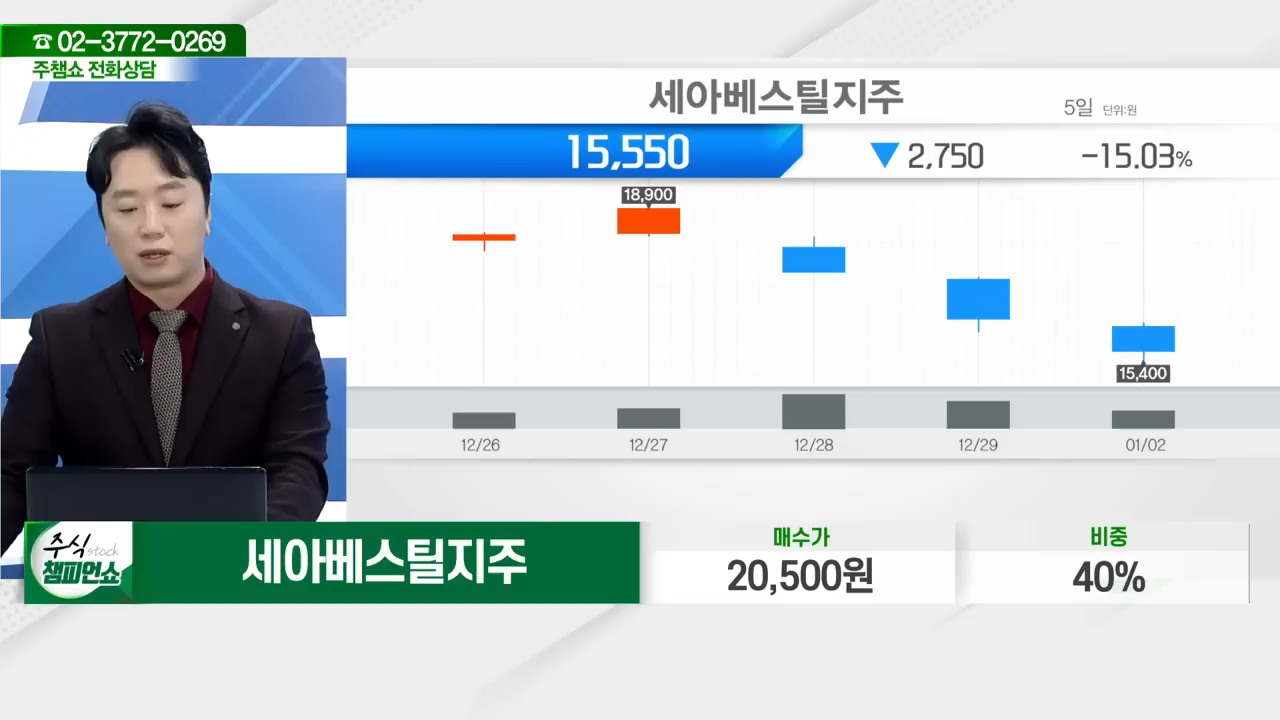 ☎ 02-3772-0269
주챔쇼 전화상담
세아베스틸지주
5일 단위:원
15,550 ▼ 2,750 -15.03%
18,900
15,400
12/26 12/27 12/28 12/29 01/02
주식 stock
챔피언쇼
세아베스틸지주
매수가
20,500원
비중
40%